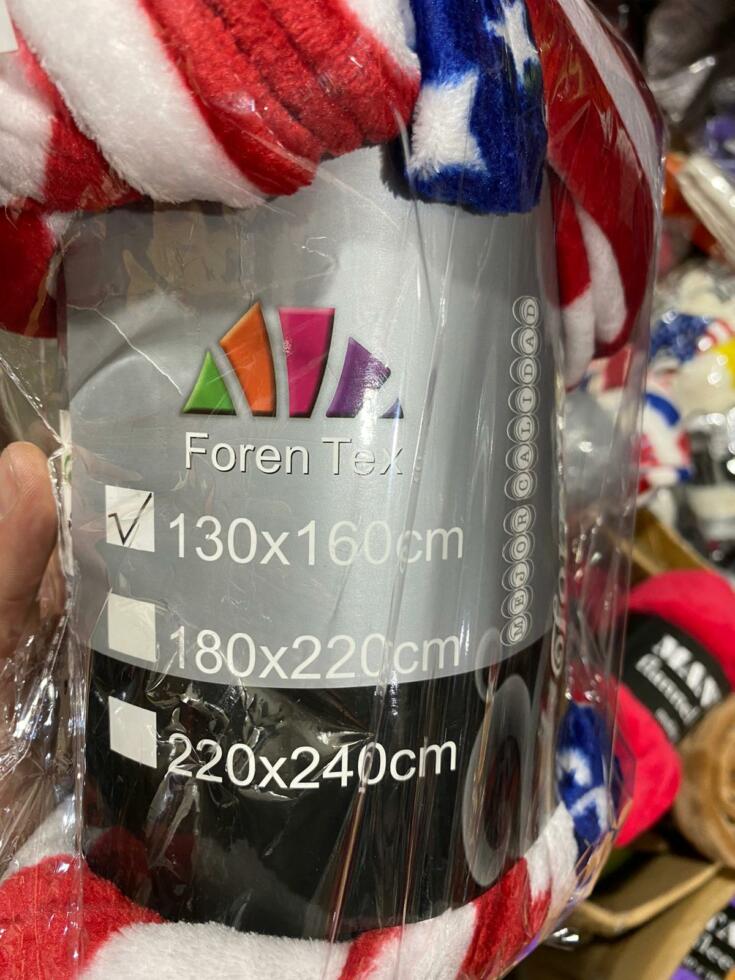 Foren Tex
130x160cm
180x220cm
220x240cm
MEJOR CALIDAD